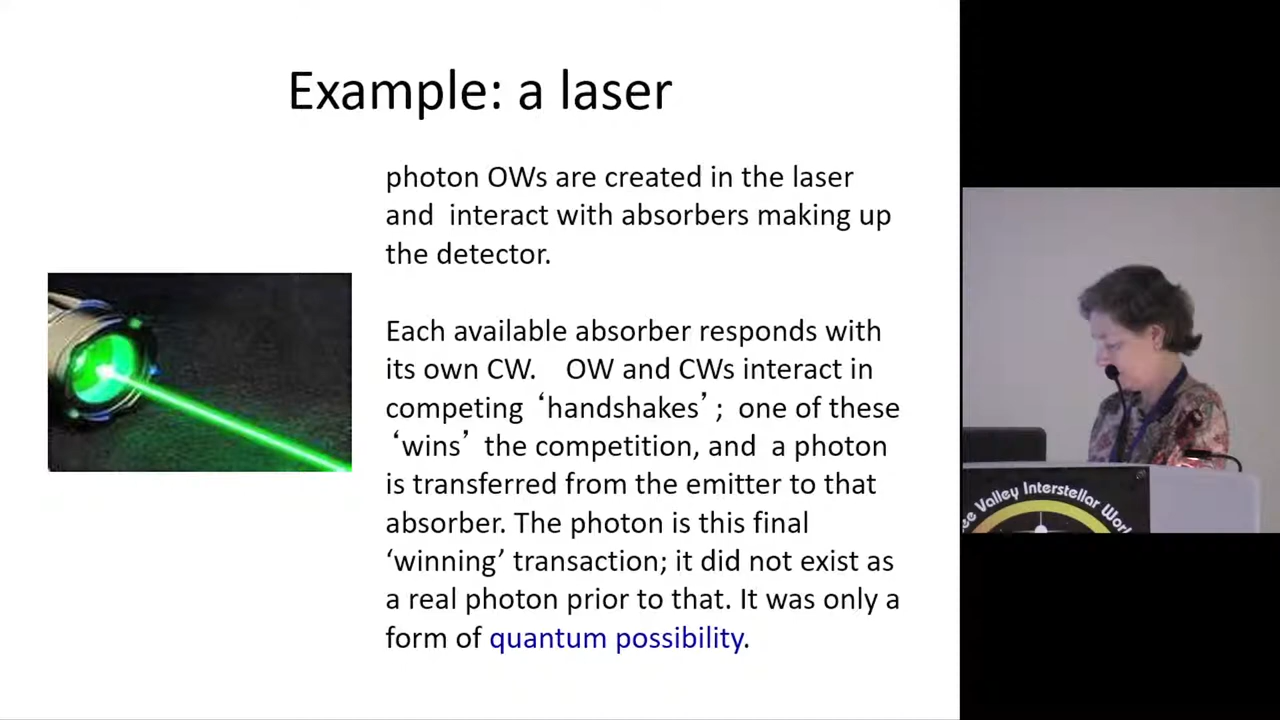 Example: a laser
photon OWs are created in the laser
and interact with absorbers making up
the detector.
Each available absorber responds with
its own CW. OW and CWs interact in
competing ‘handshakes’; one of these
‘wins’ the competition, and a photon
is transferred from the emitter to that
absorber. The photon is this final
‘winning’ transaction; it did not exist as
a real photon prior to that. It was only a
form of quantum possibility.
ee Valley Interstellar Wor